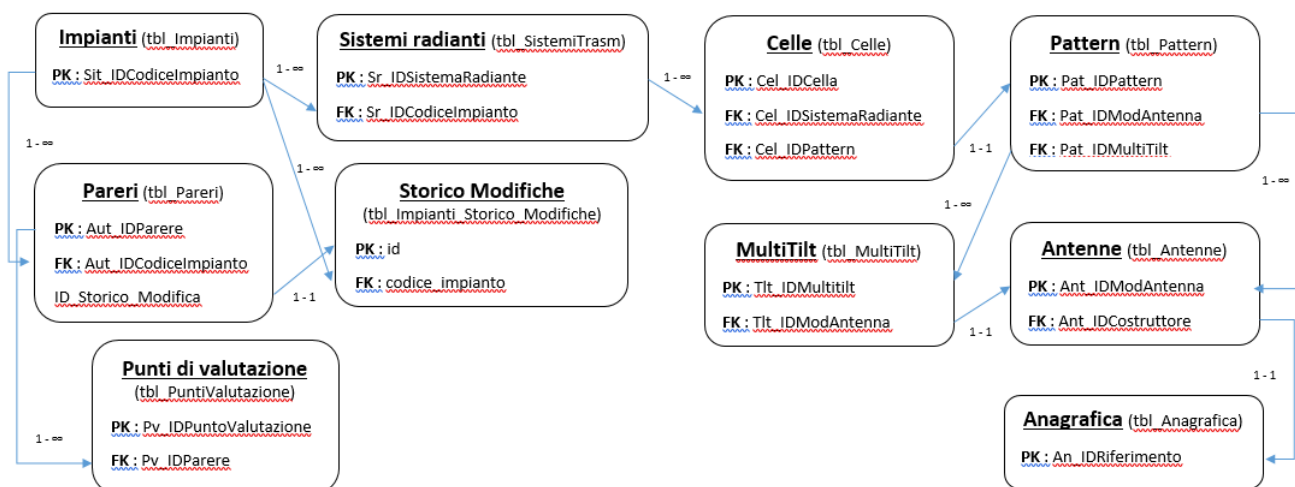 Impianti (tbl_Impianti)
PK : Sit_IDCodiceImpianto
1-∞
Sistemi radianti (tbl_SistemiTrasm)
PK : Sr_IDSistemaRadiante
FK : Sr_IDCodiceImpianto
1-∞
Celle (tbl_Celle)
PK : Cel_IDCella
FK : Cel_IDSistemaRadiante
FK : Cel_IDPattern
1-1
Pattern (tbl_Pattern)
PK : Pat_IDPattern
FK : Pat_IDModAntenna
FK : Pat_IDMultiTilt
1-∞
1-∞
1-∞
1-∞
Pareri (tbl_Pareri)
PK : Aut_IDParere
FK : Aut_IDCodiceImpianto
ID_Storico_Modifica
1-1
Storico Modifiche
(tbl_Impianti_Storico_Modifiche)
PK : id
FK : codice_impianto
MultiTilt (tbl_MultiTilt)
PK : Tlt_IDMultitilt
FK : Tlt_IDModAntenna
1-1
Antenne (tbl_Antenne)
PK : Ant_IDModAntenna
FK : Ant_IDCostruttore
1-1
Punti di valutazione
(tbl_PuntiValutazione)
PK : Pv_IDPuntoValutazione
FK : Pv_IDParere
1-∞
Anagrafica (tbl_Anagrafica)
PK : An_IDRiferimento